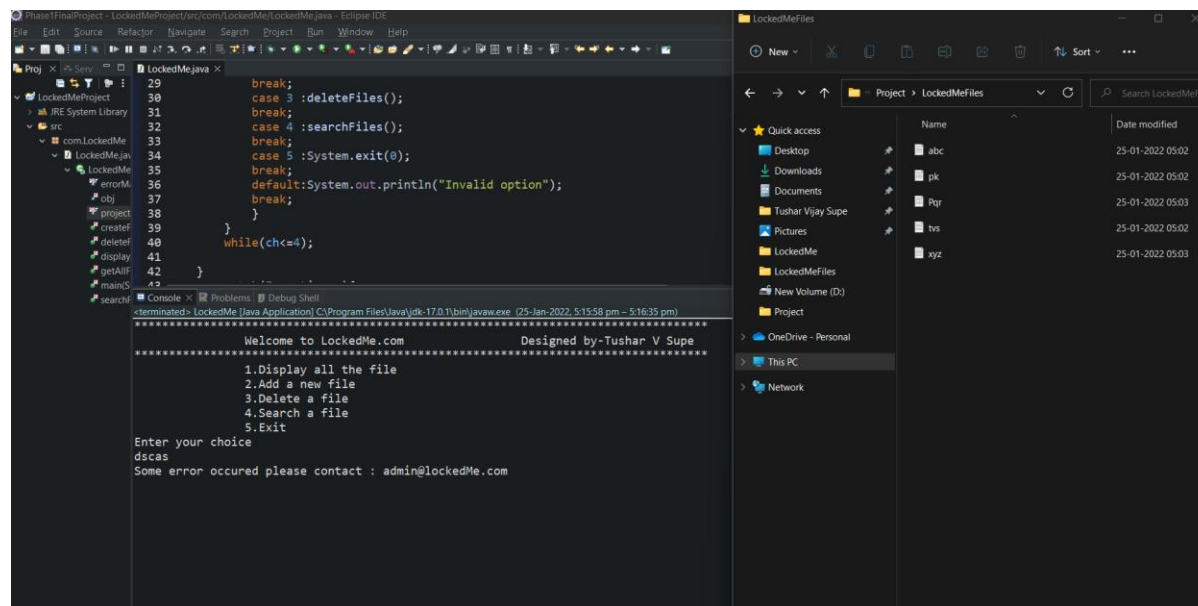 Phase1FinalProject - LockedMeProject/src/com/LockedMe/LockedMe.java - Eclipse IDE
File Edit Source Refactor Navigate Search Project Run Window Help
Proj
Serv
LockedMe.java
LockedMeProject
JRE System Library
src
com.LockedMe
LockedMe.jav
LockedMe
errorM
obj
project
createF
deleteF
display
getAllF
main(S
searchF
29 break;
30 case 3 :deleteFiles();
31 break;
32 case 4 :searchFiles();
33 break;
34 case 5 :System.exit(0);
35 break;
36 default:System.out.println("Invalid option");
37 break;
38 }
39 }
40 while(ch<=4);
41
42 }
43
Console Problems Debug Shell
<terminated> LockedMe [Java Application] C:\Program Files\Java\jdk-17.0.1\bin\javaw.exe (25-Jan-2022, 5:15:58 pm – 5:16:35 pm)
Welcome to LockedMe.com Designed by-Tushar V Supe
1.Display all the file
2.Add a new file
3.Delete a file
4.Search a file
5.Exit
Enter your choice
dscas
Some error occured please contact : admin@lockedMe.com
LockedMeFiles
New Sort
Project > LockedMeFiles
Search LockedMeF
Quick access
Desktop
Downloads
Documents
Tushar Vijay Supe
Pictures
LockedMe
LockedMeFiles
New Volume (D:)
Project
OneDrive - Personal
This PC
Network
Name Date modified
abc 25-01-2022 05:02
pk 25-01-2022 05:02
Pqr 25-01-2022 05:03
tvs 25-01-2022 05:02
xyz 25-01-2022 05:03